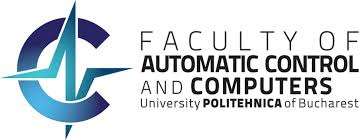 FACULTY OF
AUTOMATIC CONTROL
AND COMPUTERS
University POLITEHNICA of Bucharest